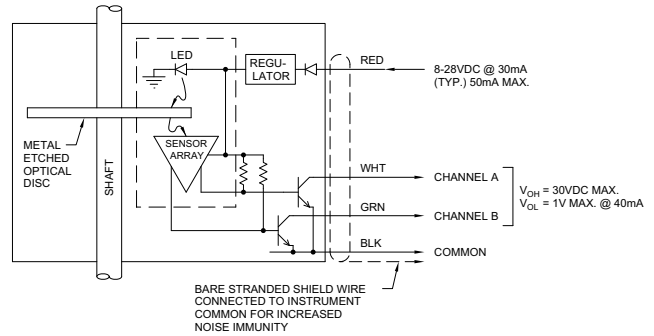 LED
REGU-
LATOR
RED
8-28VDC @ 30mA
(TYP.) 50mA MAX.
METAL
ETCHED
OPTICAL
DISC
SHAFT
SENSOR
ARRAY
WHT
CHANNEL A
VOH = 30VDC MAX.
VOL = 1V MAX. @ 40mA
GRN
CHANNEL B
BLK
COMMON
BARE STRANDED SHIELD WIRE
CONNECTED TO INSTRUMENT
COMMON FOR INCREASED
NOISE IMMUNITY